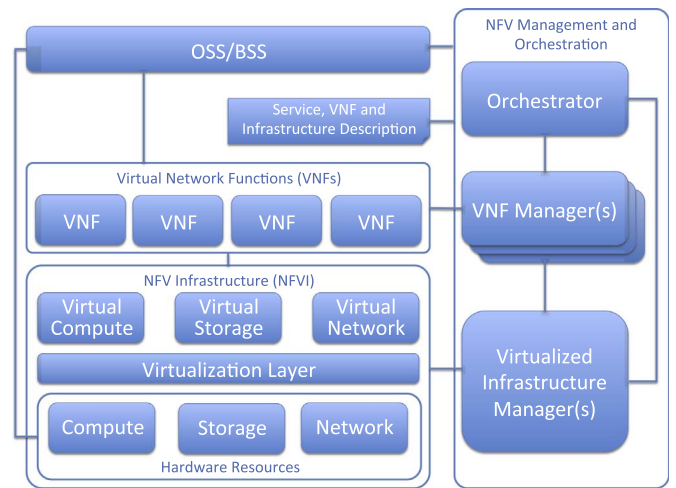 OSS/BSS
NFV Management and
Orchestration
Orchestrator
Service, VNF and
Infrastructure Description
Virtual Network Functions (VNFs)
VNF
VNF
VNF
VNF
VNF Manager(s)
NFV Infrastructure (NFVI)
Virtual
Compute
Virtual
Storage
Virtual
Network
Virtualization Layer
Virtualized
Infrastructure
Manager(s)
Compute
Storage
Network
Hardware Resources